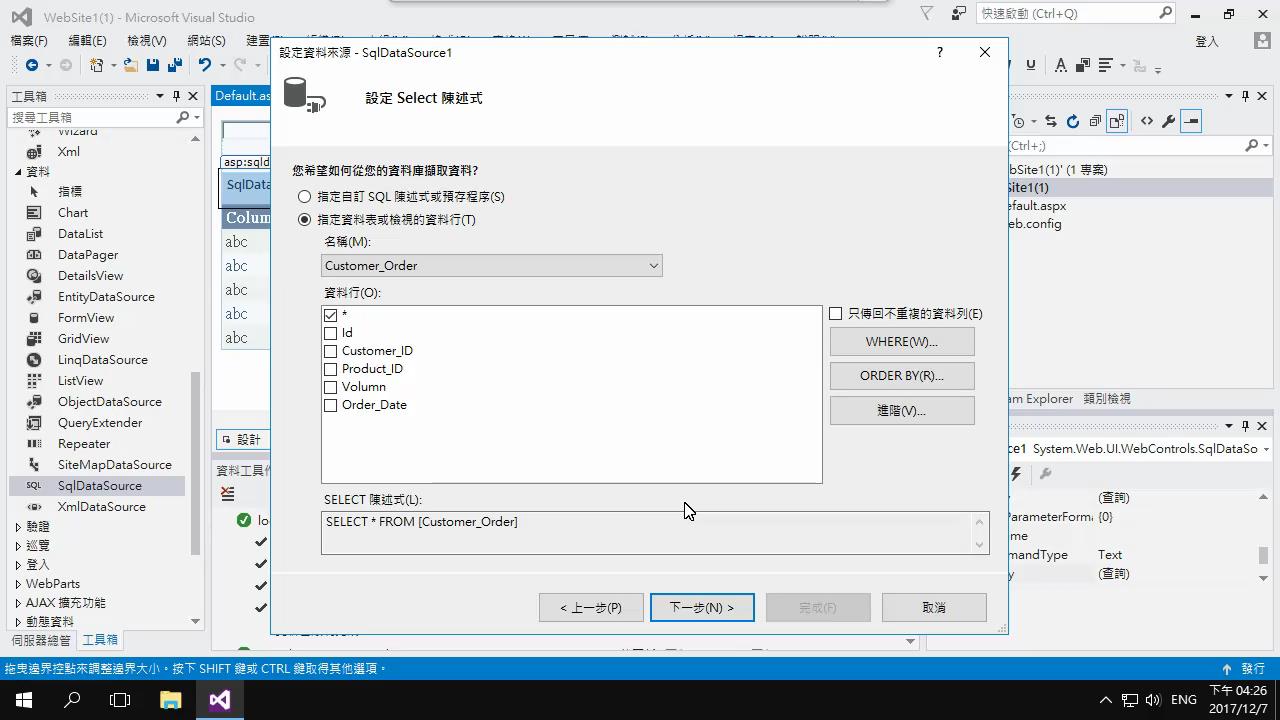 WebSite1(1) - Microsoft Visual Studio
快速啟動 (Ctrl+Q)
檔案(F) 編輯(E) 檢視(V) 網站(S)
登入
工具箱
搜尋工具箱
Wizard
Xml
資料
指標
Chart
DataList
DataPager
DetailsView
EntityDataSource
FormView
GridView
LinqDataSource
ListView
ObjectDataSource
QueryExtender
Repeater
SiteMapDataSource
SqlDataSource
XmlDataSource
驗證
巡覽
登入
WebParts
AJAX 擴充功能
動態資料
伺服器總管 工具箱
Default.as
asp:sqld
SqlData
Colum
abc
abc
abc
abc
abc
設計
資料工具作
設定資料來源 - SqlDataSource1
設定 Select 陳述式
您希望如何從您的資料庫擷取資料?
指定自訂 SQL 陳述式或預存程序(S)
指定資料表或檢視的資料行(T)
名稱(M):
Customer_Order
資料行(O):
*
Id
Customer_ID
Product_ID
Volumn
Order_Date
只傳回不重複的資料列(E)
WHERE(W)...
ORDER BY(R)...
進階(V)...
SELECT 陳述式(L):
SELECT * FROM [Customer_Order]
< 上一步(P) 下一步(N) > 完成(F) 取消
(Ctrl+;)
bSite1(1)' (1 專案)
Site1(1)
efault.aspx
eb.config
am Explorer 類別檢視
ce1 System.Web.UI.WebControls.SqlDataSo
(查詢)
ParameterForma {0}
me
mandType Text
y (查詢)
拖曳邊界控點來調整邊界大小。按下 SHIFT 鍵或 CTRL 鍵取得其他選項。
發行
ENG
下午 04:26
2017/12/7